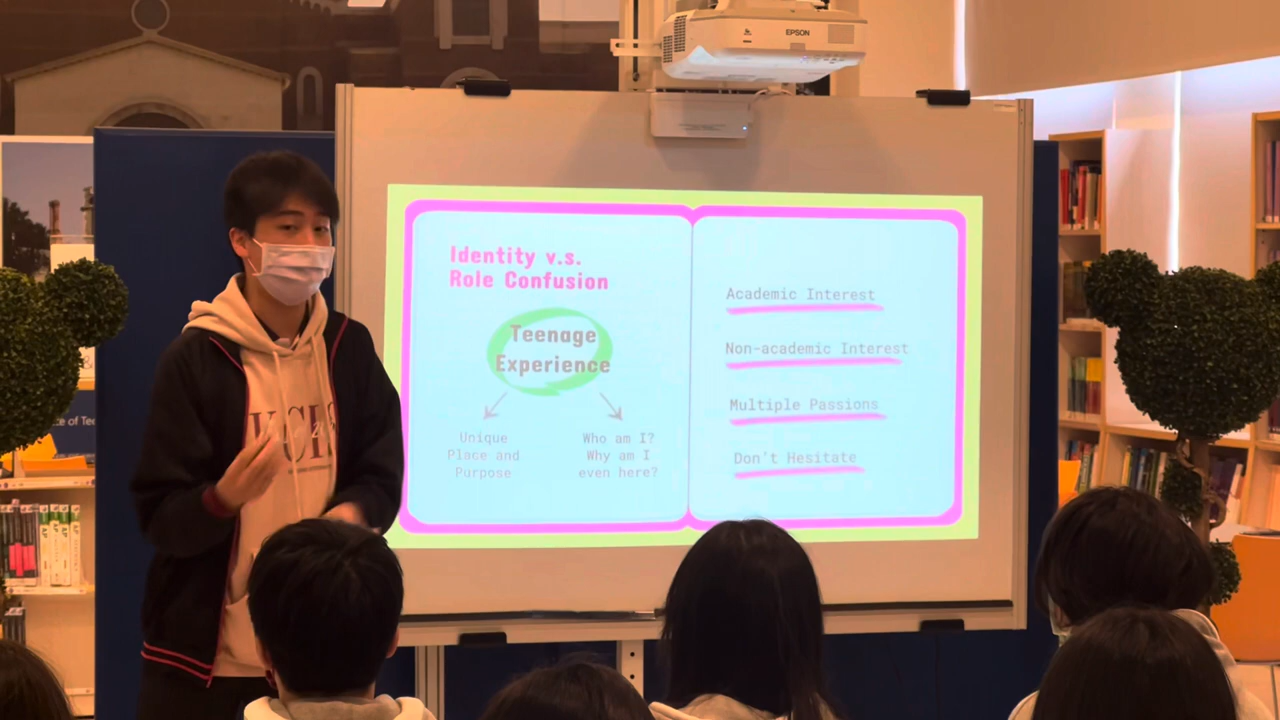 EPSON
Identity v.s.
Role Confusion
Teenage
Experience
Unique
Place and
Purpose
Who am I?
Why am I
even here?
Academic Interest
Non-academic Interest
Multiple Passions
Don't Hesitate